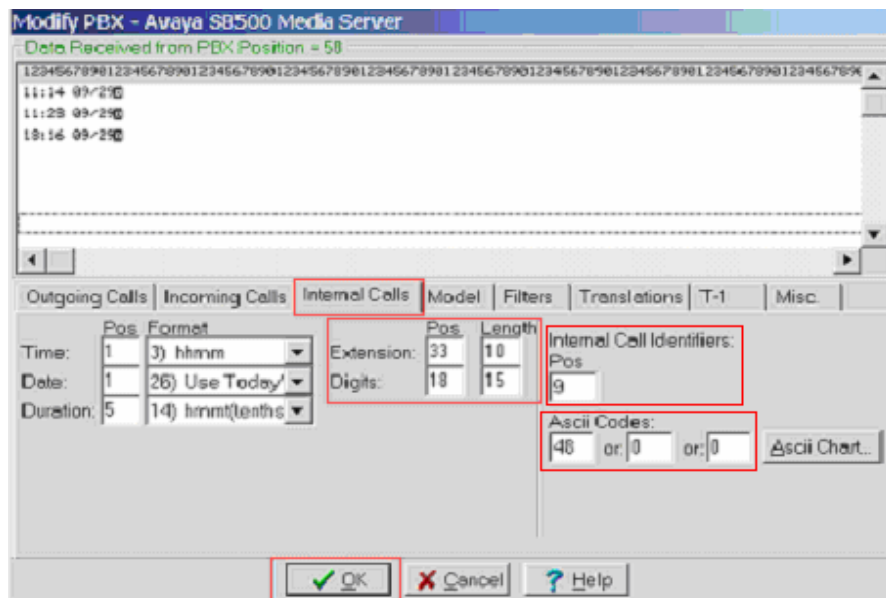 Modify PBX - Avaya S8500 Media Server
Data Received from PBX Position = 58
123456789012345678901234567890123456789012345678901234567890123456789012345678901234567890
11:14 09/29
11:23 09/29
18:16 09/29
Outgoing Calls Incoming Calls Internal Calls Model Filters Translations T-1 Misc.
Pos Format Pos Length
Time: 1 3) hhmm Extension: 33 10
Date: 1 26) Use Today' Digits: 18 15
Duration: 5 14) hmmt(tenths
Internal Call Identifiers:
Pos
9
Ascii Codes:
48 or: 0 or: 0 Ascii Chart...
OK Cancel ? Help